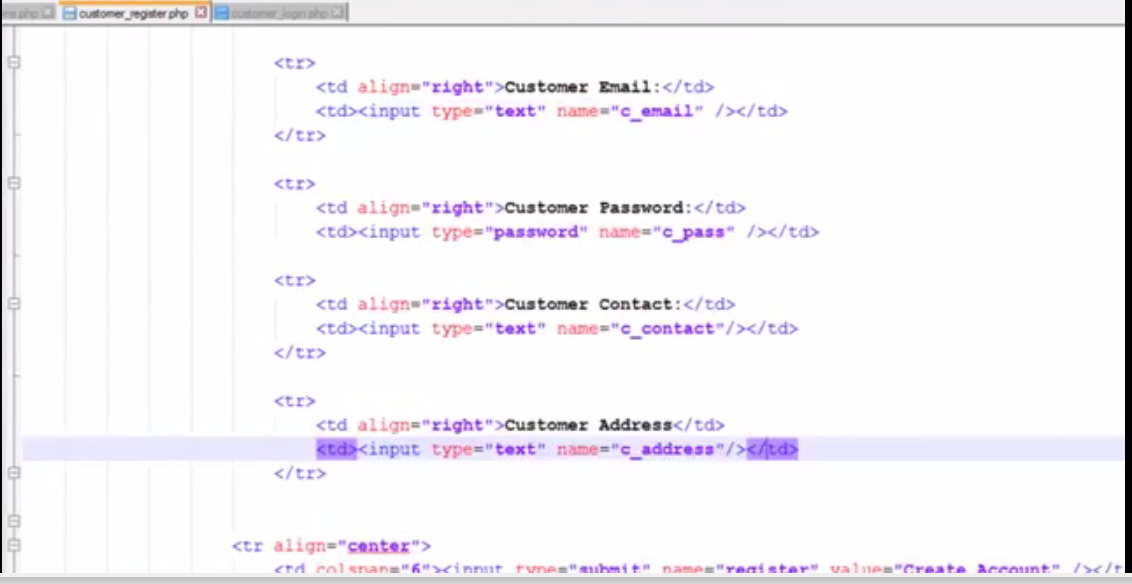 customer_register.php customer_login.php
<tr>
<td align="right">Customer Email:</td>
<td><input type="text" name="c_email" /></td>
</tr>
<tr>
<td align="right">Customer Password:</td>
<td><input type="password" name="c_pass" /></td>
<tr>
<td align="right">Customer Contact:</td>
<td><input type="text" name="c_contact"/></td>
</tr>
<tr>
<td align="right">Customer Address</td>
<td><input type="text" name="c_address"/></td>
</tr>
<tr align="center">
<td colspan="6"><input type="submit" name="register" value="Create Account" /></t